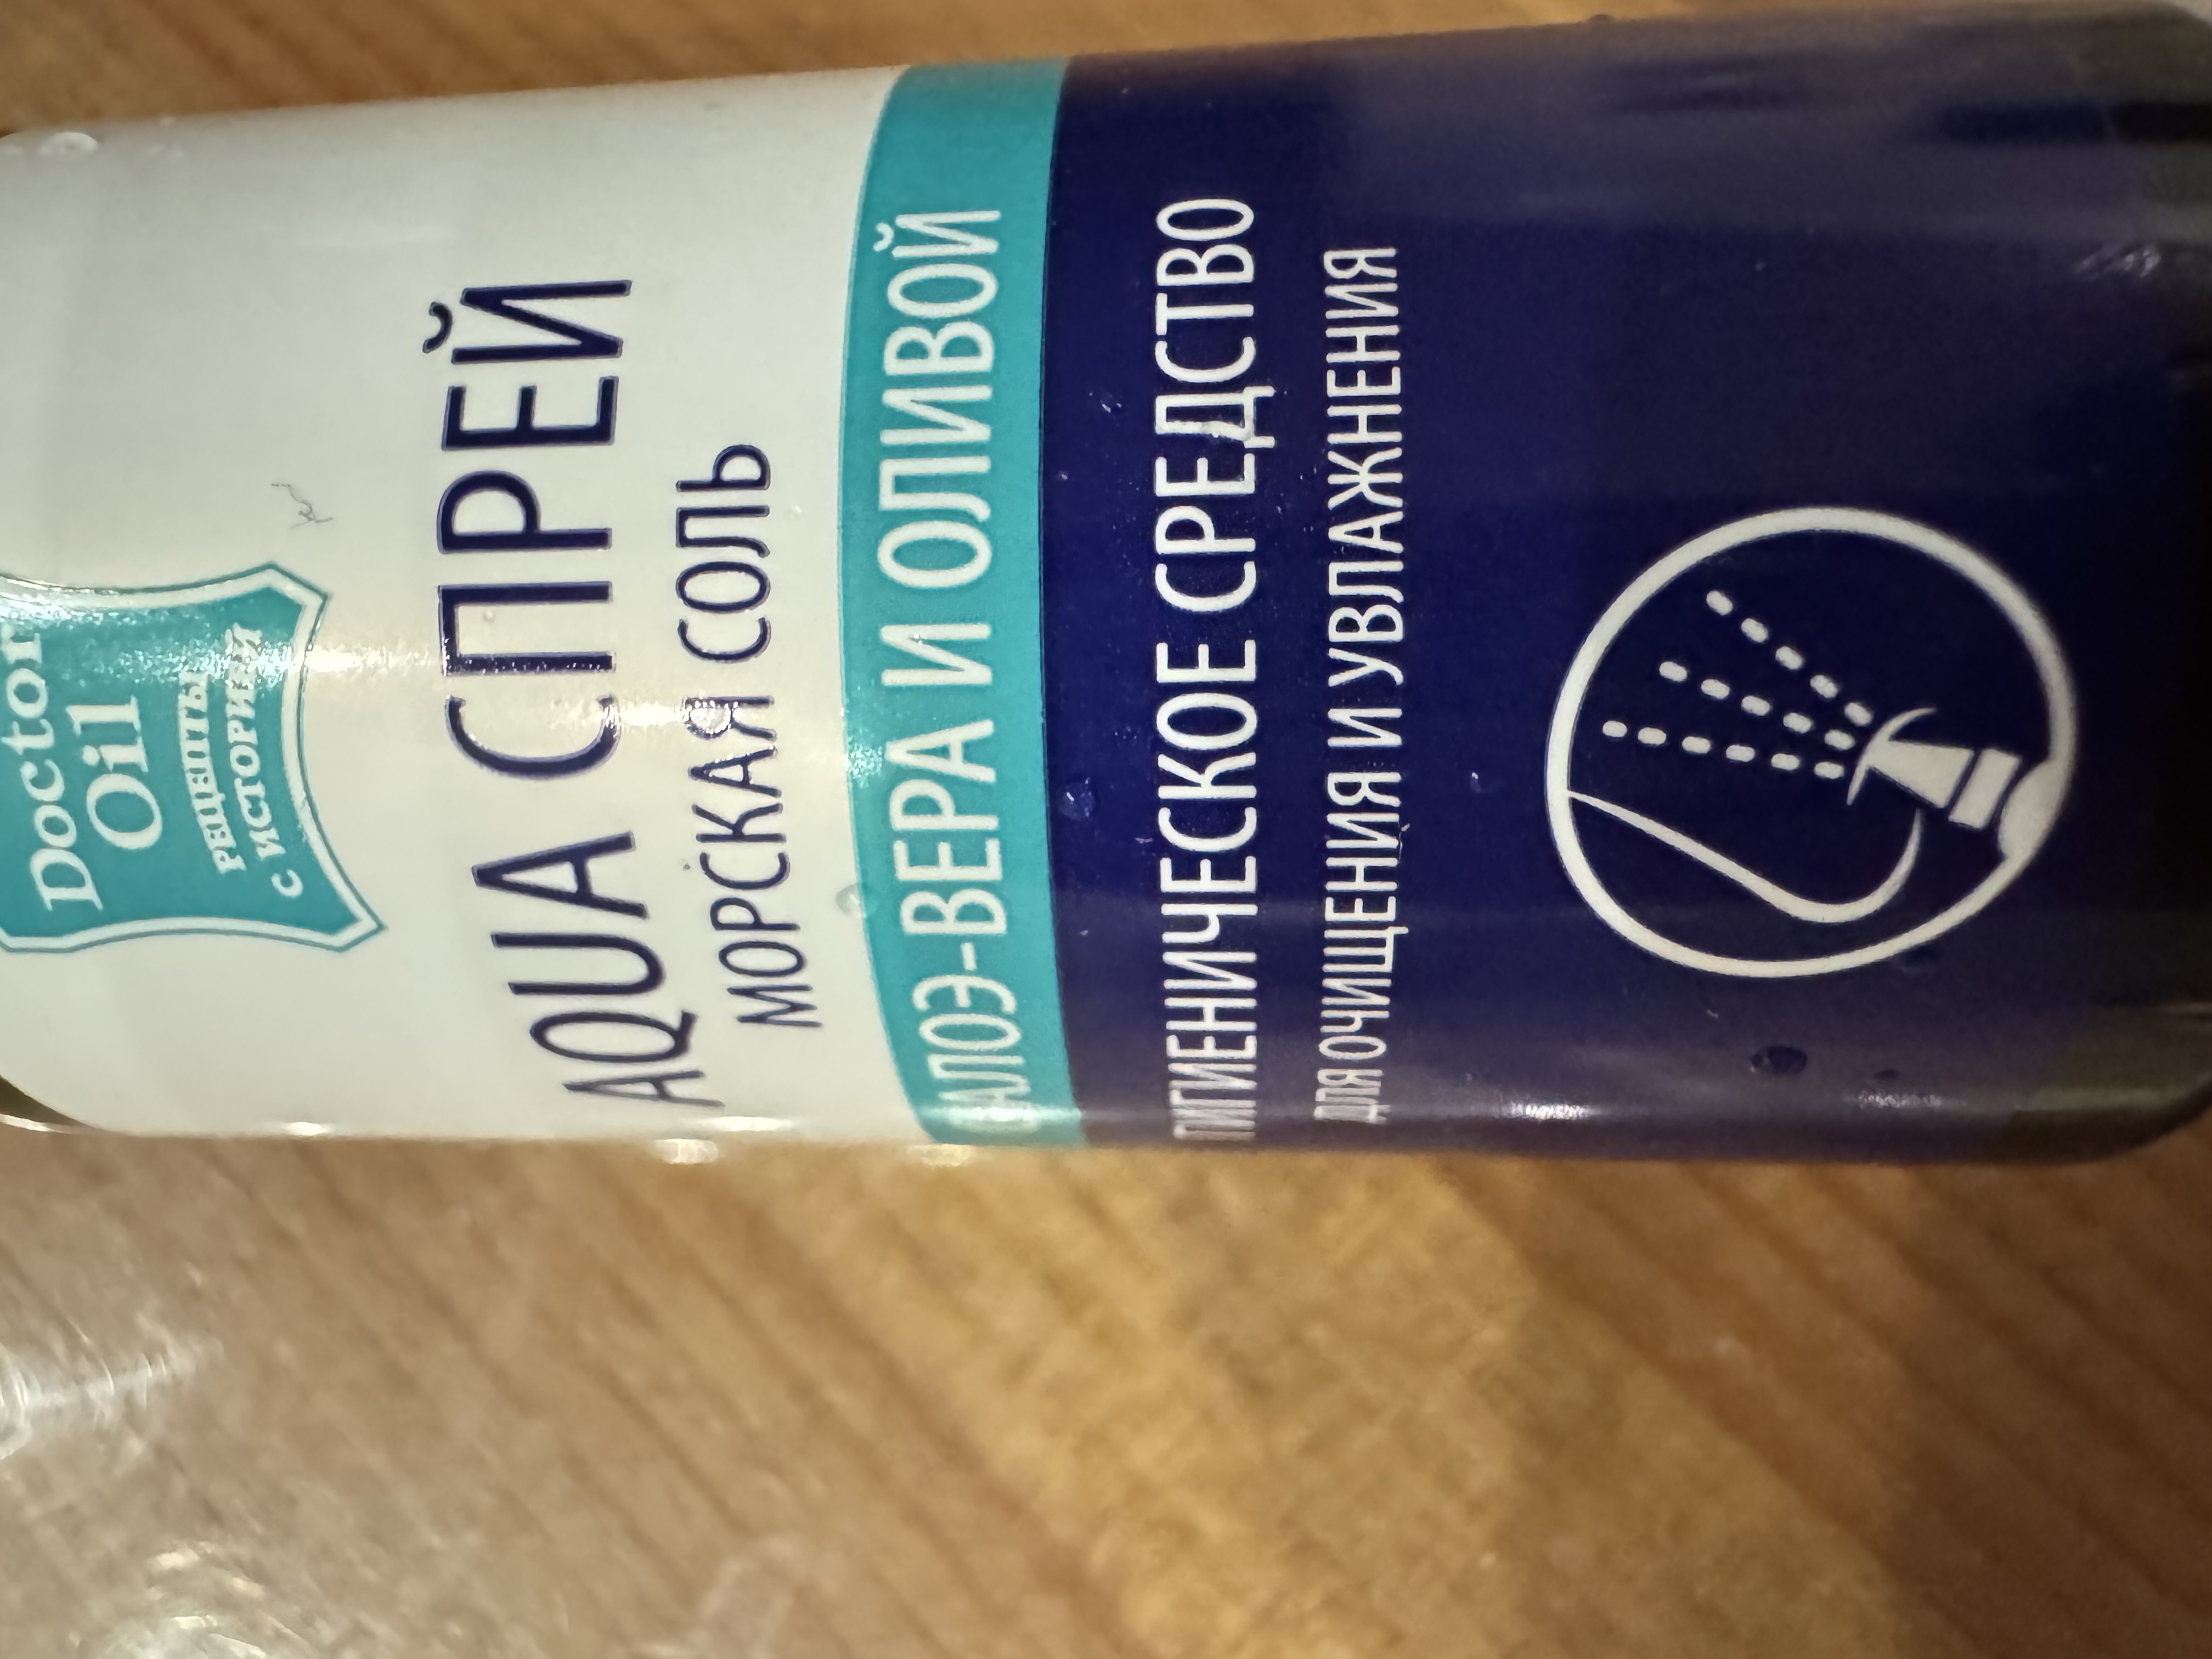 Doctor
Oil
РЕЦЕПТЫ
С ИСТОРИЕЙ
AQUA СПРЕЙ
МОРСКАЯ СОЛЬ
С АЛОЭ-ВЕРА И ОЛИВОЙ
ГИГИЕНИЧЕСКОЕ СРЕДСТВО
ДЛЯ ОЧИЩЕНИЯ И УВЛАЖНЕНИЯ